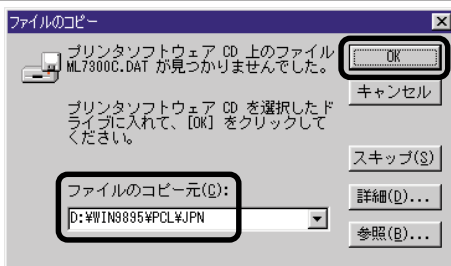 ファイルのコピー
プリンタソフトウェア CD 上のファイル
ML7300C.DAT が見つかりませんでした。
プリンタソフトウェア CD を選択したド
ライブに入れて、[OK] をクリックして
ください。
ファイルのコピー元(C):
D:¥WIN9895¥PCL¥JPN
OK
キャンセル
スキップ(S)
詳細(D)...
参照(B)...